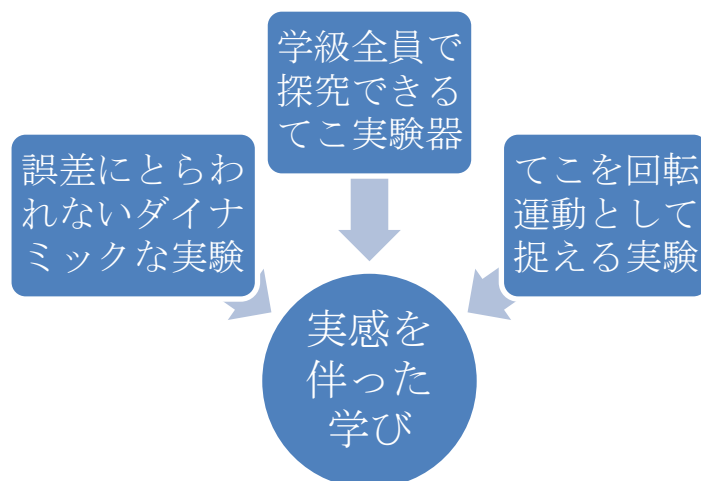 学級全員で
探究できる
てこ実験器
誤差にとらわ
れないダイナ
ミックな実験
てこを回転
運動として
捉える実験
実感を
伴った
学び